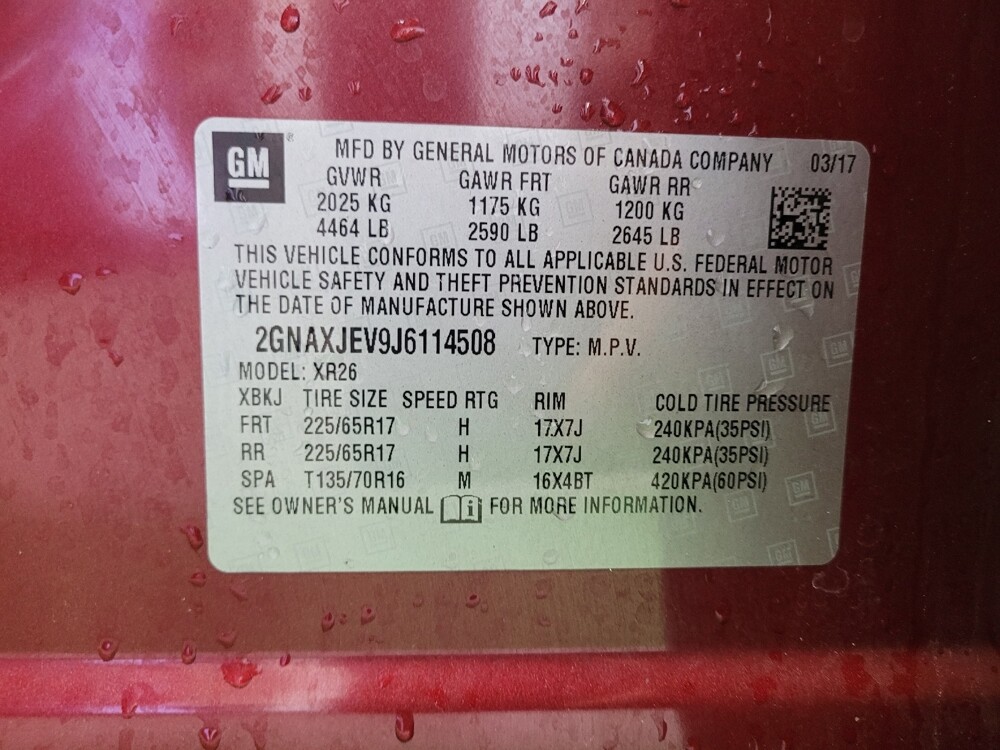 GM
MFD BY GENERAL MOTORS OF CANADA COMPANY 03/17
GVWR GAWR FRT GAWR RR
2025 KG 1175 KG 1200 KG
4464 LB 2590 LB 2645 LB
THIS VEHICLE CONFORMS TO ALL APPLICABLE U.S. FEDERAL MOTOR
VEHICLE SAFETY AND THEFT PREVENTION STANDARDS IN EFFECT ON
THE DATE OF MANUFACTURE SHOWN ABOVE.
2GNAXJEV9J6114508 TYPE: M.P.V.
MODEL: XR26
XBKJ TIRE SIZE SPEED RTG RIM COLD TIRE PRESSURE
FRT 225/65R17 H 17X7J 240KPA(35PSI)
RR 225/65R17 H 17X7J 240KPA(35PSI)
SPA T135/70R16 M 16X4BT 420KPA(60PSI)
SEE OWNER'S MANUAL i FOR MORE INFORMATION.